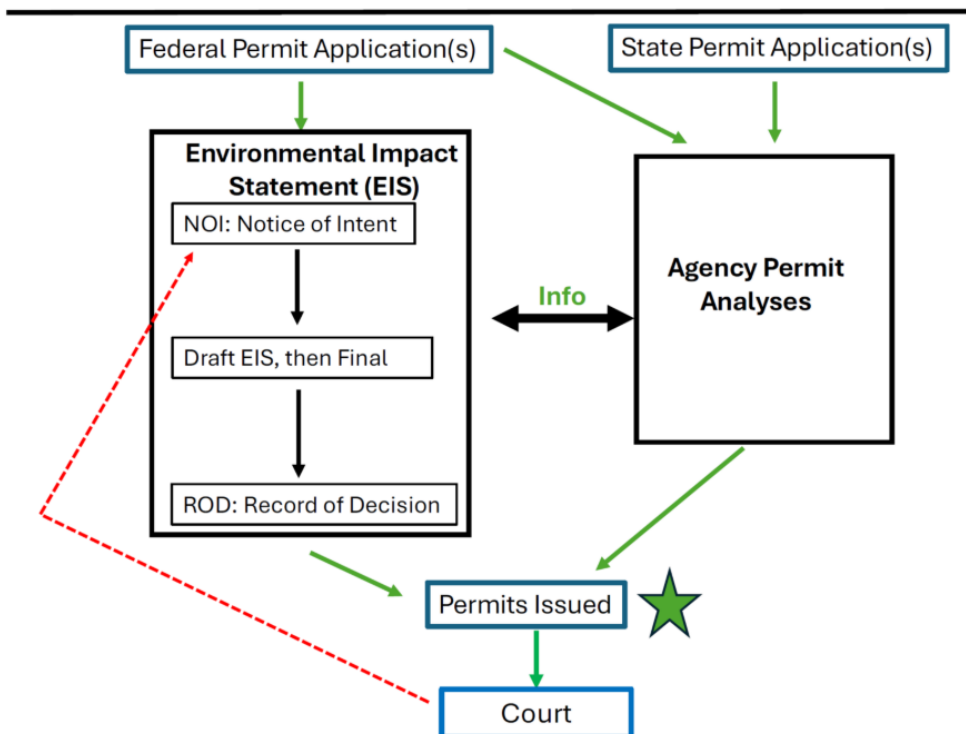 Federal Permit Application(s)
State Permit Application(s)
Environmental Impact
Statement (EIS)
NOI: Notice of Intent
Draft EIS, then Final
ROD: Record of Decision
Info
Agency Permit
Analyses
Permits Issued
Court